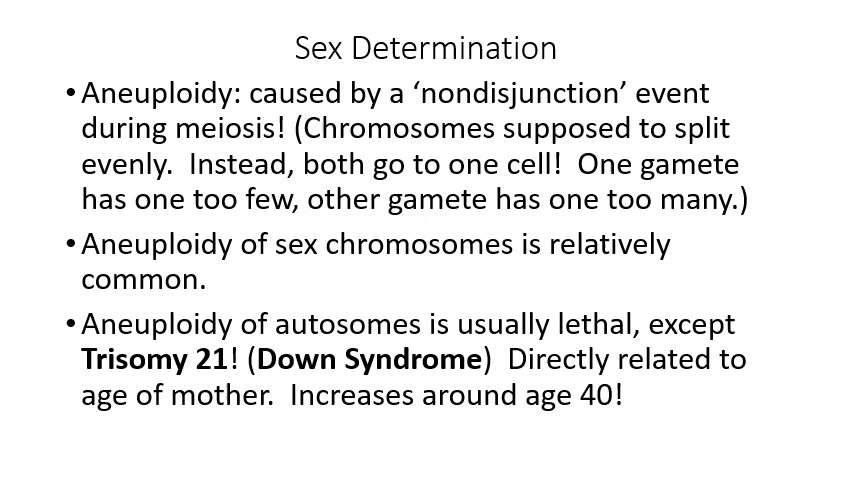 Sex Determination
• Aneuploidy: caused by a ‘nondisjunction’ event
during meiosis! (Chromosomes supposed to split
evenly.  Instead, both go to one cell!  One gamete
has one too few, other gamete has one too many.)
• Aneuploidy of sex chromosomes is relatively
common.
• Aneuploidy of autosomes is usually lethal, except
Trisomy 21! (Down Syndrome)  Directly related to
age of mother.  Increases around age 40!